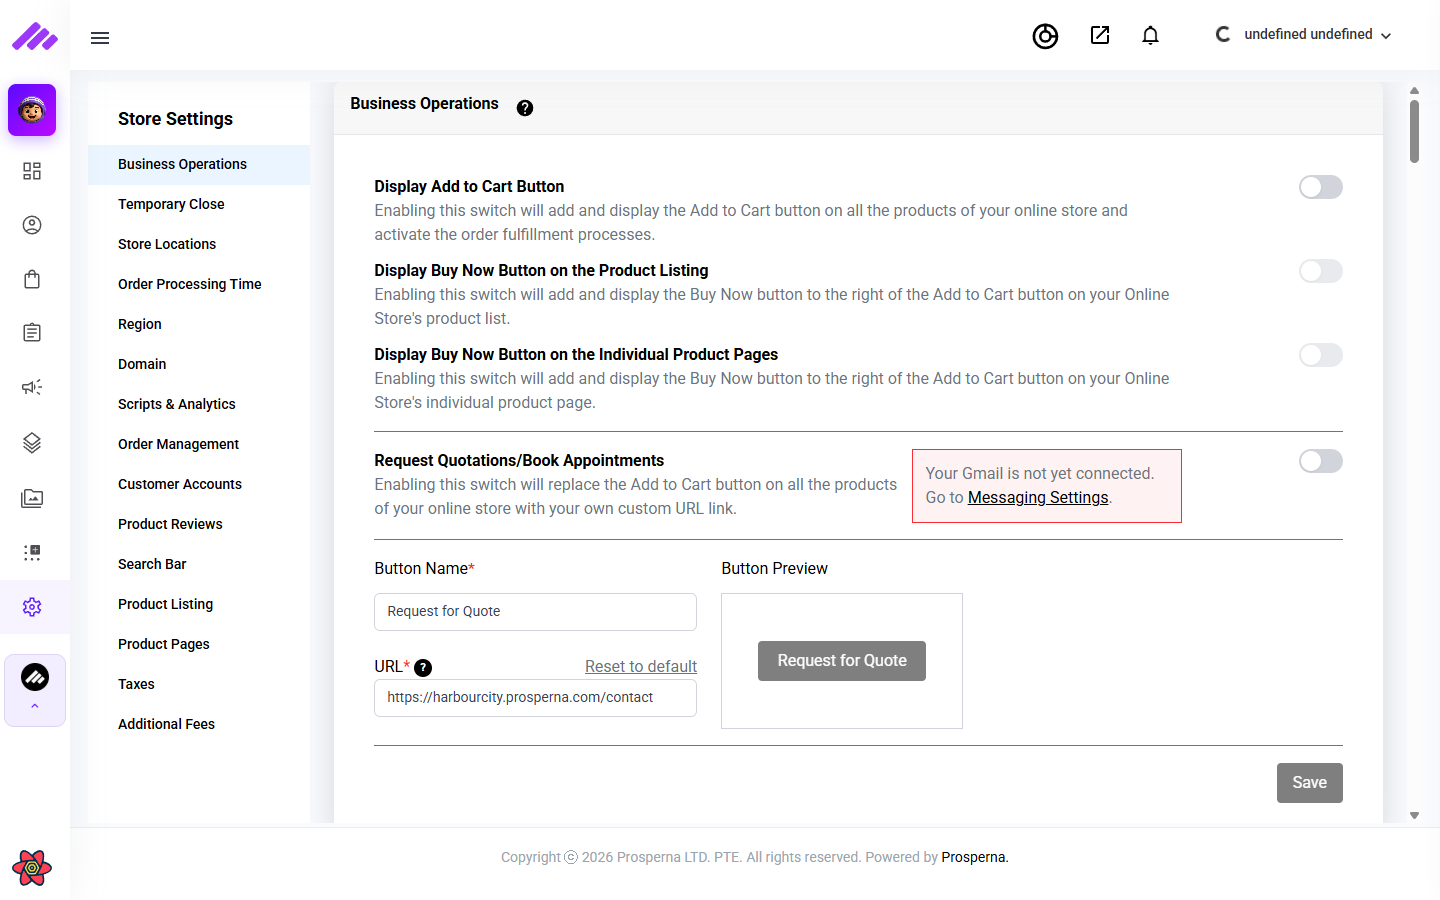 undefined undefined
Store Settings
Business Operations
Temporary Close
Store Locations
Order Processing Time
Region
Domain
Scripts & Analytics
Order Management
Customer Accounts
Product Reviews
Search Bar
Product Listing
Product Pages
Taxes
Additional Fees
Business Operations
Display Add to Cart Button
Enabling this switch will add and display the Add to Cart button on all the products of your online store and
activate the order fulfillment processes.
Display Buy Now Button on the Product Listing
Enabling this switch will add and display the Buy Now button to the right of the Add to Cart button on your Online
Store's product list.
Display Buy Now Button on the Individual Product Pages
Enabling this switch will add and display the Buy Now button to the right of the Add to Cart button on your Online
Store's individual product page.
Request Quotations/Book Appointments
Enabling this switch will replace the Add to Cart button on all the products
of your online store with your own custom URL link.
Your Gmail is not yet connected.
Go to Messaging Settings.
Button Name*
Request for Quote
URL*
Reset to default
https://harbourcity.prosperna.com/contact
Button Preview
Request for Quote
Save
Copyright © 2026 Prosperna LTD. PTE. All rights reserved. Powered by Prosperna.